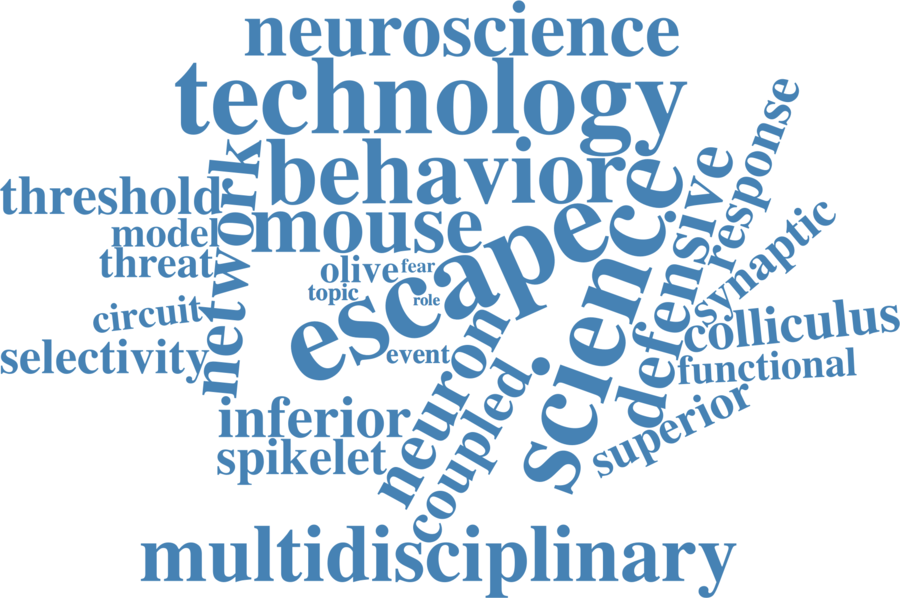 neuroscience
technology
behavior
threshold
network
mouse
model
threat
olive
fear
topic
role
escape
circuit
selectivity
event
science
defensive
response
synaptic
colliculus
functional
superior
neuron
coupled
inferior
spikelet
multidisciplinary